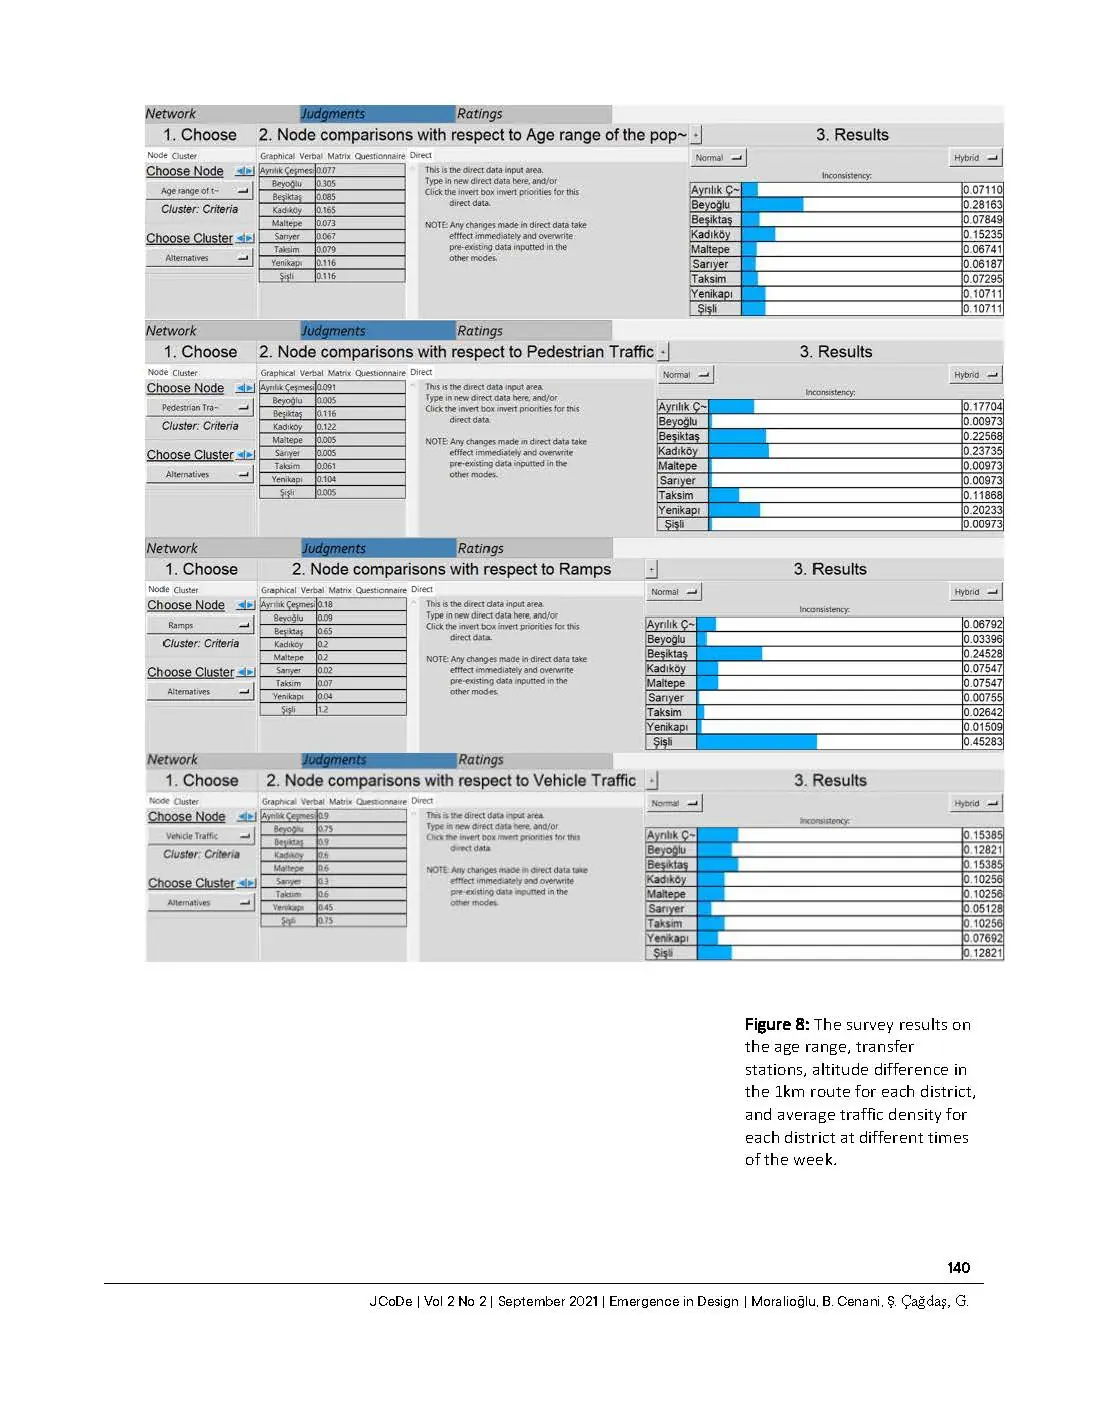 Network Judgments Ratings
1. Choose 2. Node comparisons with respect to Age range of the pop~ + 3. Results
Node Cluster Graphical Verbal Matrix Questionnaire Direct Normal Hybrid
Choose Node
Age range of t~
Cluster: Criteria
Choose Cluster
Alternatives
Ayrılık Çeşmesi 0.077
Beyoğlu 0.305
Beşiktaş 0.085
Kadıköy 0.165
Maltepe 0.073
Sarıyer 0.067
Taksim 0.079
Yenikapı 0.116
Şişli 0.116
This is the direct data input area.
Type in new direct data here, and/or
Click the invert box invert priorities for this
direct data.
NOTE: Any changes made in direct data take
efffect immediately and overwrite
pre-existing data inputted in the
other modes.
Inconsistency:
Ayrılık Ç~ 0.07110
Beyoğlu 0.28163
Beşiktaş 0.07849
Kadıköy 0.15235
Maltepe 0.06741
Sarıyer 0.06187
Taksim 0.07295
Yenikapı 0.10711
Şişli 0.10711
Network Judgments Ratings
1. Choose 2. Node comparisons with respect to Pedestrian Traffic + 3. Results
Node Cluster Graphical Verbal Matrix Questionnaire Direct Normal Hybrid
Choose Node
Pedestrian Tra~
Cluster: Criteria
Choose Cluster
Alternatives
Ayrılık Çeşmesi 0.091
Beyoğlu 0.005
Beşiktaş 0.116
Kadıköy 0.122
Maltepe 0.005
Sarıyer 0.005
Taksim 0.061
Yenikapı 0.104
Şişli 0.005
This is the direct data input area.
Type in new direct data here, and/or
Click the invert box invert priorities for this
direct data.
NOTE: Any changes made in direct data take
efffect immediately and overwrite
pre-existing data inputted in the
other modes.
Inconsistency:
Ayrılık Ç~ 0.17704
Beyoğlu 0.00973
Beşiktaş 0.22568
Kadıköy 0.23735
Maltepe 0.00973
Sarıyer 0.00973
Taksim 0.11868
Yenikapı 0.20233
Şişli 0.00973
Network Judgments Ratings
1. Choose 2. Node comparisons with respect to Ramps + 3. Results
Node Cluster Graphical Verbal Matrix Questionnaire Direct Normal Hybrid
Choose Node
Ramps
Cluster: Criteria
Choose Cluster
Alternatives
Ayrılık Çeşmesi 0.18
Beyoğlu 0.09
Beşiktaş 0.65
Kadıköy 0.2
Maltepe 0.2
Sarıyer 0.02
Taksim 0.07
Yenikapı 0.04
Şişli 1.2
This is the direct data input area.
Type in new direct data here, and/or
Click the invert box invert priorities for this
direct data.
NOTE: Any changes made in direct data take
efffect immediately and overwrite
pre-existing data inputted in the
other modes.
Inconsistency:
Ayrılık Ç~ 0.06792
Beyoğlu 0.03396
Beşiktaş 0.24528
Kadıköy 0.07547
Maltepe 0.07547
Sarıyer 0.00755
Taksim 0.02642
Yenikapı 0.01509
Şişli 0.45283
Network Judgments Ratings
1. Choose 2. Node comparisons with respect to Vehicle Traffic + 3. Results
Node Cluster Graphical Verbal Matrix Questionnaire Direct Normal Hybrid
Choose Node
Vehicle Traffic
Cluster: Criteria
Choose Cluster
Alternatives
Ayrılık Çeşmesi 0.9
Beyoğlu 0.75
Beşiktaş 0.9
Kadıköy 0.6
Maltepe 0.6
Sarıyer 0.3
Taksim 0.6
Yenikapı 0.45
Şişli 0.75
This is the direct data input area.
Type in new direct data here, and/or
Click the invert box invert priorities for this
direct data.
NOTE: Any changes made in direct data take
efffect immediately and overwrite
pre-existing data inputted in the
other modes.
Inconsistency:
Ayrılık Ç~ 0.15385
Beyoğlu 0.12821
Beşiktaş 0.15385
Kadıköy 0.10256
Maltepe 0.10256
Sarıyer 0.05128
Taksim 0.10256
Yenikapı 0.07692
Şişli 0.12821
Figure 8: The survey results on
the age range, transfer
stations, altitude difference in
the 1km route for each district,
and average traffic density for
each district at different times
of the week.
140
JCoDe | Vol 2 No 2 | September 2021 | Emergence in Design | Moralioğlu, B. Cenani, Ş. Çağdaş, G.